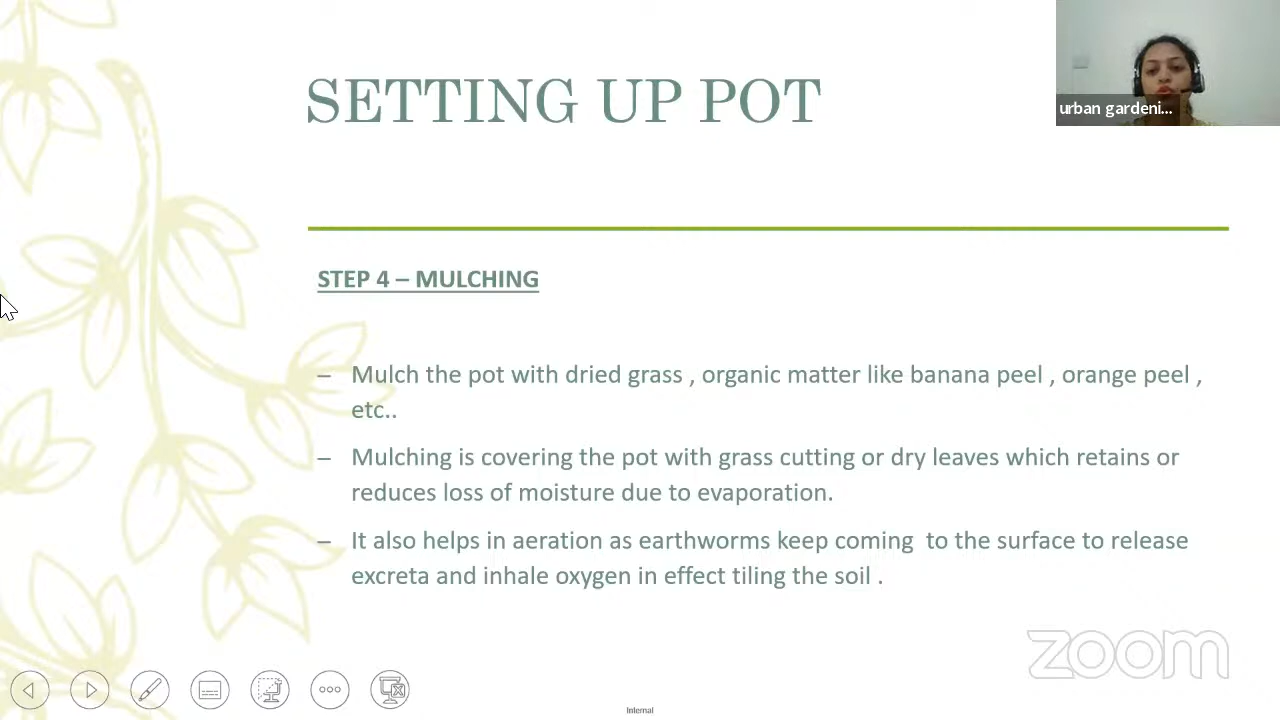 SETTING UP POT
urban gardeni...
STEP 4 – MULCHING
– Mulch the pot with dried grass , organic matter like banana peel , orange peel ,
etc..
– Mulching is covering the pot with grass cutting or dry leaves which retains or
reduces loss of moisture due to evaporation.
– It also helps in aeration as earthworms keep coming  to the surface to release
excreta and inhale oxygen in effect tiling the soil .
zoom
Internal